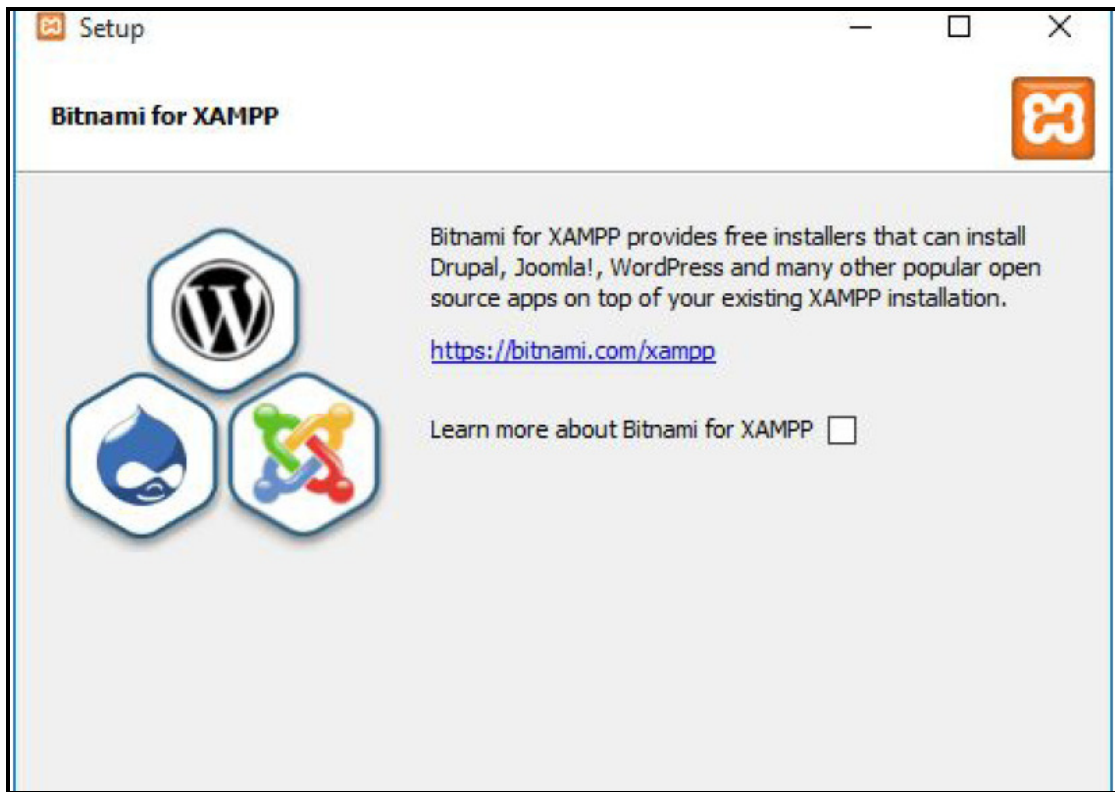 Setup
Bitnami for XAMPP
Bitnami for XAMPP provides free installers that can install
Drupal, Joomla!, WordPress and many other popular open
source apps on top of your existing XAMPP installation.
https://bitnami.com/xampp
Learn more about Bitnami for XAMPP